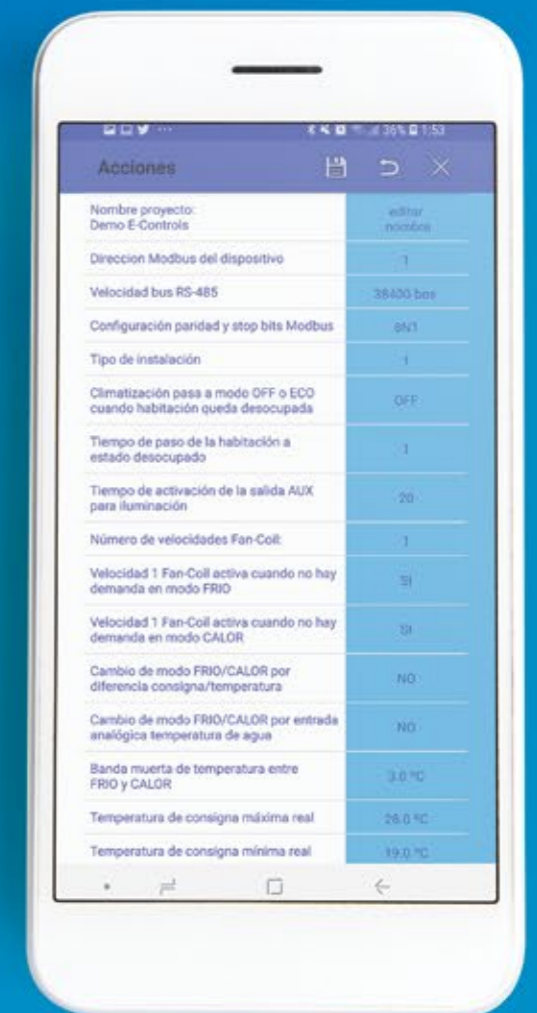 36% 1:53
Acciones
Nombre proyecto:
Demo E-Controls
editar
nombre
Direccion Modbus del dispositivo
1
Velocidad bus RS-485
38400 bps
Configuración paridad y stop bits Modbus
8N1
Tipo de instalación
1
Climatización pasa a modo OFF o ECO
cuando habitación queda desocupada
OFF
Tiempo de paso de la habitación a
estado desocupado
1
Tiempo de activación de la salida AUX
para iluminación
20
Número de velocidades Fan-Coil:
1
Velocidad 1 Fan-Coil activa cuando no hay
demanda en modo FRIO
SI
Velocidad 1 Fan-Coil activa cuando no hay
demanda en modo CALOR
SI
Cambio de modo FRIO/CALOR por
diferencia consigna/temperatura
NO
Cambio de modo FRIO/CALOR por entrada
analógica temperatura de agua
NO
Banda muerta de temperatura entre
FRIO y CALOR
3.0 ºC
Temperatura de consigna máxima real
28.0 ºC
Temperatura de consigna mínima real
19.0 ºC